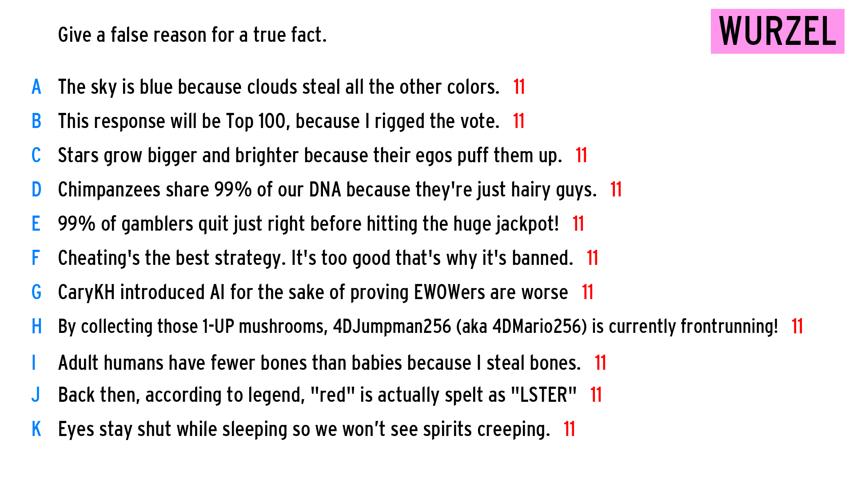 Give a false reason for a true fact.
WURZEL
A The sky is blue because clouds steal all the other colors. 11
B This response will be Top 100, because I rigged the vote. 11
C Stars grow bigger and brighter because their egos puff them up. 11
D Chimpanzees share 99% of our DNA because they're just hairy guys. 11
E 99% of gamblers quit just right before hitting the huge jackpot! 11
F Cheating's the best strategy. It's too good that's why it's banned. 11
G CaryKH introduced AI for the sake of proving EWOWers are worse 11
H By collecting those 1-UP mushrooms, 4DJumpman256 (aka 4DMario256) is currently frontrunning! 11
I Adult humans have fewer bones than babies because I steal bones. 11
J Back then, according to legend, "red" is actually spelt as "LSTER" 11
K Eyes stay shut while sleeping so we won’t see spirits creeping. 11